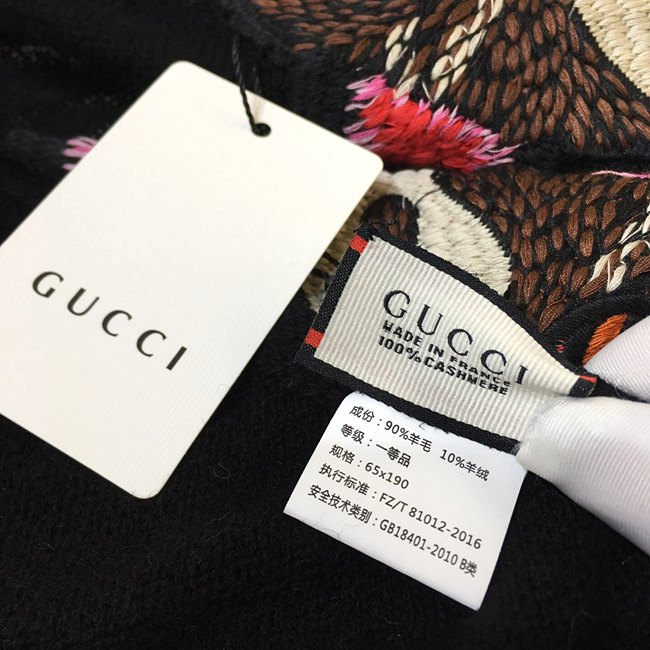 GUCCI
GUCCI
MADE IN FRANCE
100% CASHMERE
成份：90%羊毛 10%羊绒
等级：一等品
规格：65x190
执行标准：FZ/T 81012-2016
安全技术类别：GB18401-2010 B类